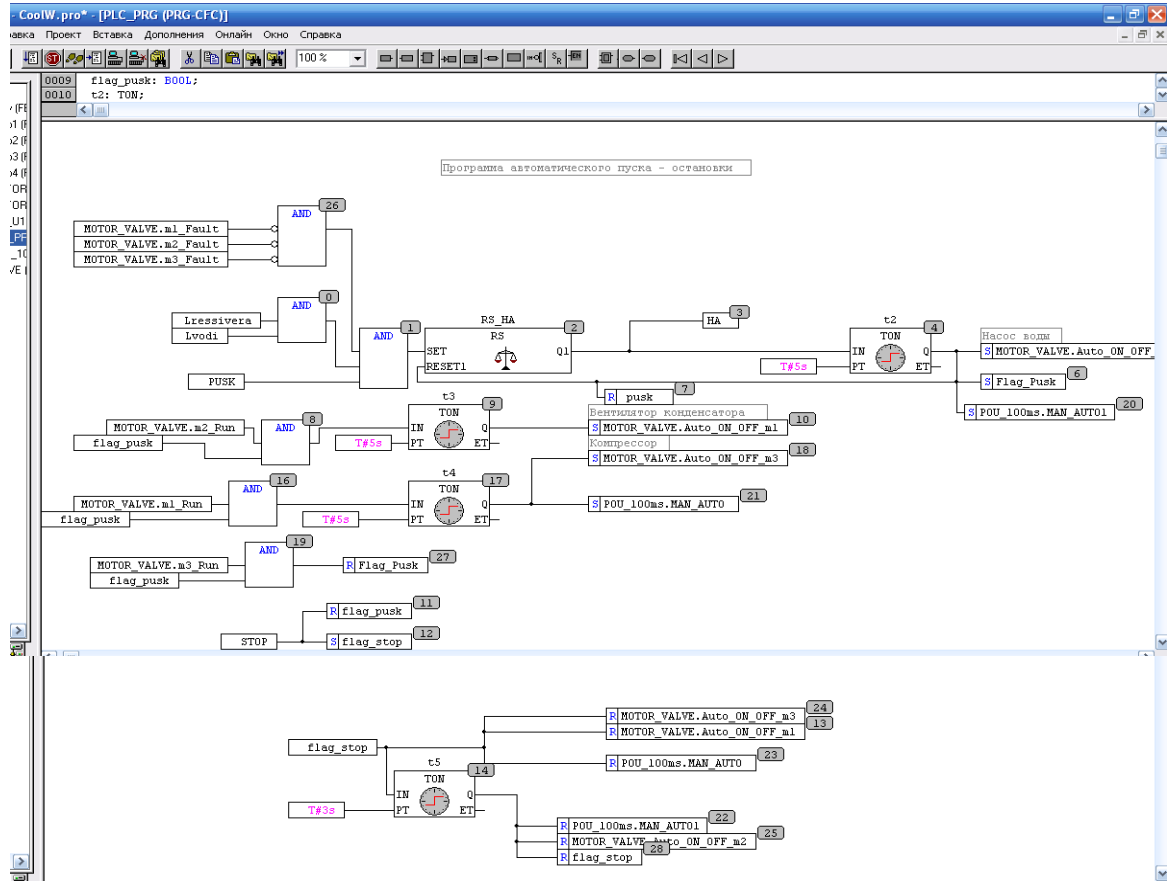 - CoolW.pro* - [PLC_PRG (PRG-CFC)]
Проект Вставка Дополнения Онлайн Окно Справка
100 %
0009 flag_pusk: BOOL;
0010 t2: TON;
Программа автоматического пуска - остановки
AND 26
MOTOR_VALVE.m1_Fault
MOTOR_VALVE.m2_Fault
MOTOR_VALVE.m3_Fault
AND 0
Lressivera
Lvodi
AND 1
PUSK
RS_HA
RS 2
SET Q1
RESET1
HA 3
t2
TON 4
IN Q
PT ET
T#5s
Насос воды
S MOTOR_VALVE.Auto_ON_OFF_
S Flag_Pusk 6
S POU_100ms.MAN_AUTO1 20
R pusk 7
AND 8
MOTOR_VALVE.m2_Run
flag_pusk
t3
TON 9
IN Q
PT ET
T#5s
Вентилятор конденсатора
S MOTOR_VALVE.Auto_ON_OFF_m1 10
Компрессор
S MOTOR_VALVE.Auto_ON_OFF_m3 18
AND 16
MOTOR_VALVE.m1_Run
flag_pusk
t4
TON 17
IN Q
PT ET
T#5s
S POU_100ms.MAN_AUTO 21
AND 19
MOTOR_VALVE.m3_Run
flag_pusk
R Flag_Pusk 27
STOP
R flag_pusk 11
S flag_stop 12
flag_stop
R MOTOR_VALVE.Auto_ON_OFF_m3 24
R MOTOR_VALVE.Auto_ON_OFF_m1 13
R POU_100ms.MAN_AUTO 23
t5
TON 14
IN Q
PT ET
T#3s
R POU_100ms.MAN_AUTO1 22
R MOTOR_VALVE.Auto_ON_OFF_m2 25
R flag_stop 28